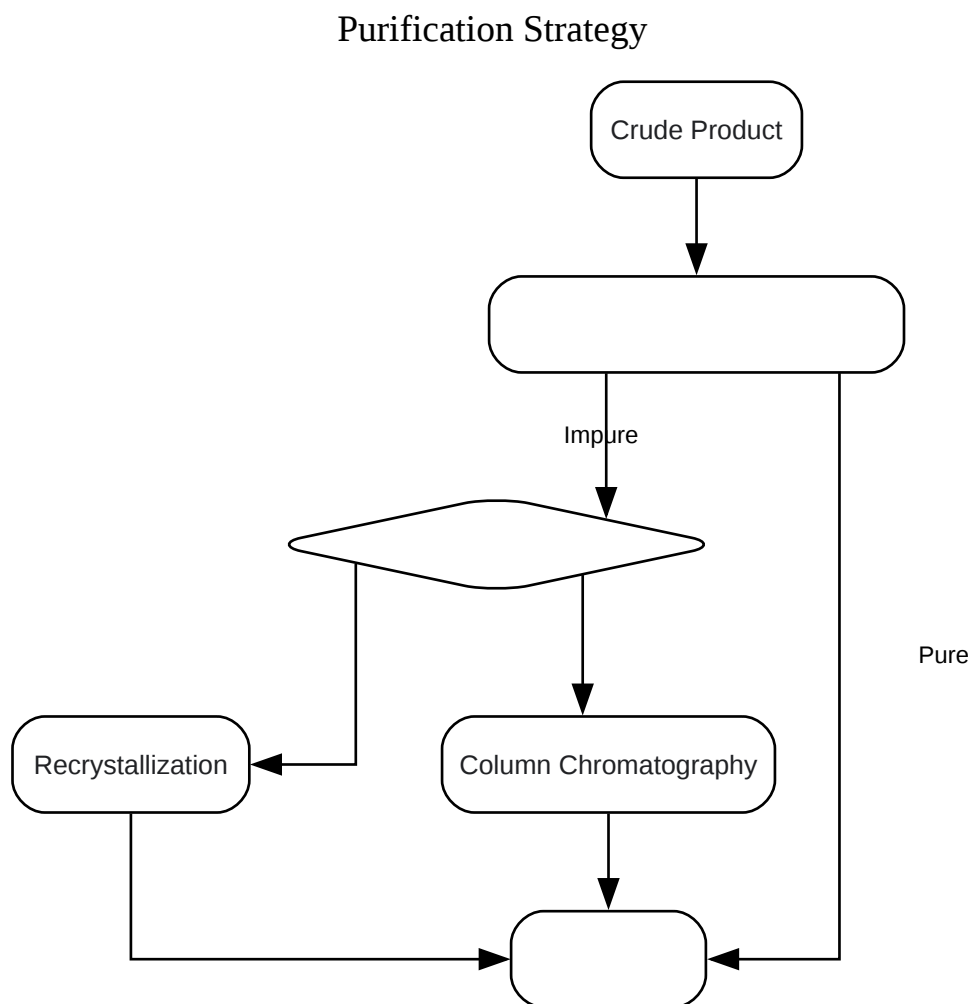 Purification Strategy
Crude Product
Impure
Pure
Recrystallization
Column Chromatography